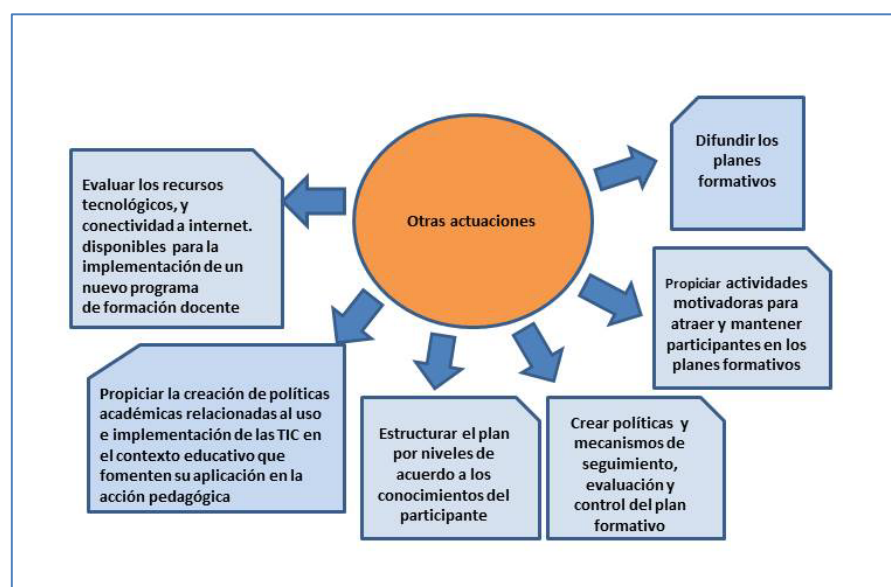 Otras actuaciones
Difundir los
planes
formativos
Propiciar actividades
motivadoras para
atraer y mantener
participantes en los
planes formativos
Crear políticas y
mecanismos de
seguimiento,
evaluación y
control del plan
formativo
Estructurar el plan
por niveles de
acuerdo a los
conocimientos del
participante
Propiciar la creación de políticas
académicas relacionadas al uso
e implementación de las TIC en
el contexto educativo que
fomenten su aplicación en la
acción pedagógica
Evaluar los recursos
tecnológicos, y
conectividad a internet.
disponibles para la
implementación de un
nuevo programa
de formación docente